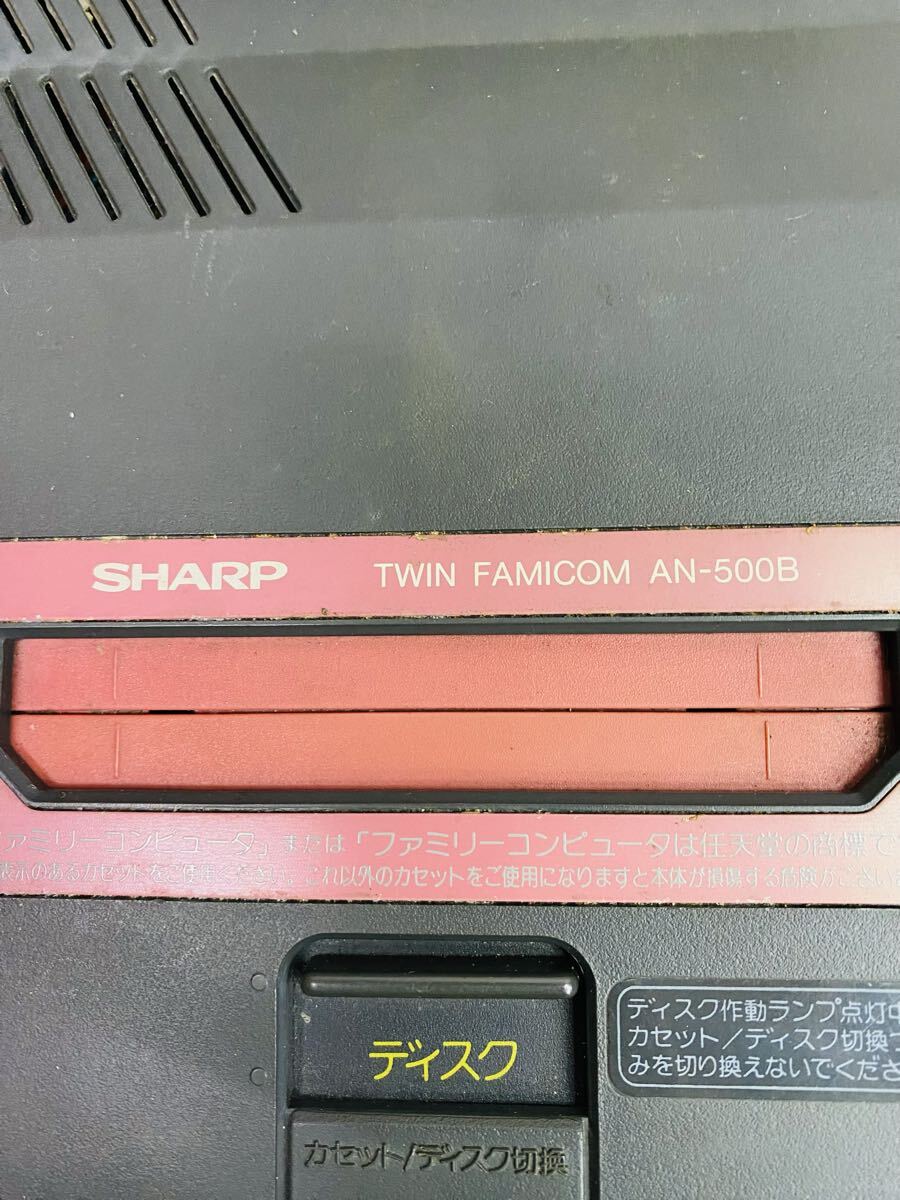 SHARP TWIN FAMICOM AN-500B
ァミリーコンピュータ」または「ファミリーコンピュータは任天堂の商標で
表示のあるカセットをご使用ください。これ以外のカセットをご使用になりますと本体が損傷する危険がござい
ディスク
カセット/ディスク切換
ディスク作動ランプ点灯中
カセット/ディスク切換つ
みを切り換えないでくださ